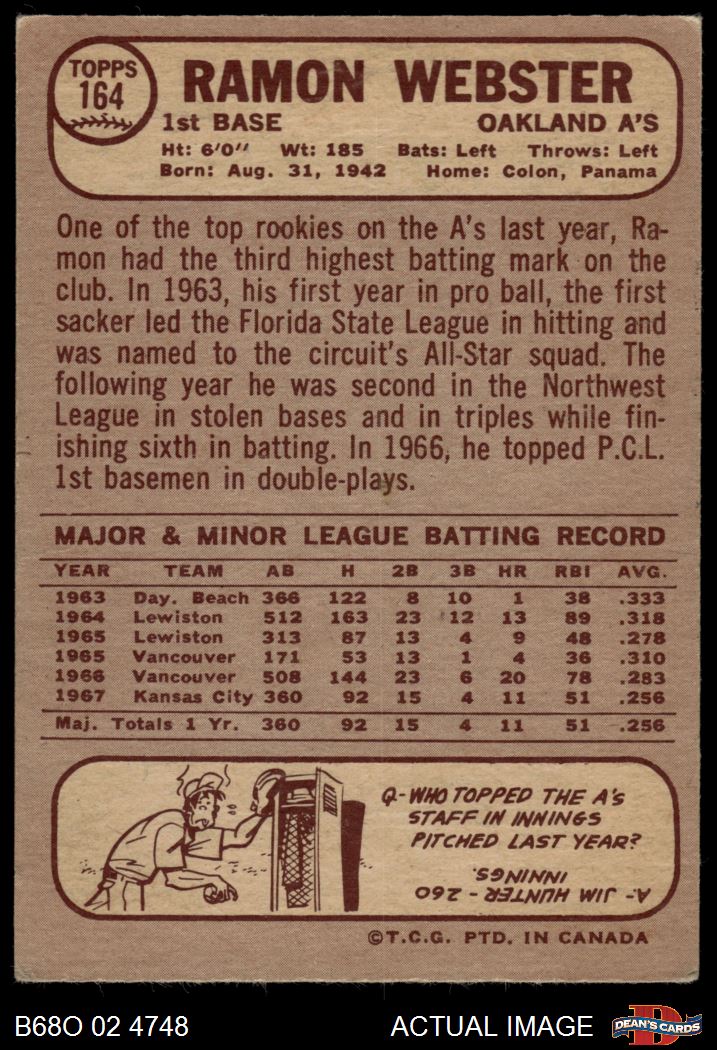 TOPPS
164
RAMON WEBSTER
1st BASE OAKLAND A'S
Ht: 6'0" Wt: 185 Bats: Left Throws: Left
Born: Aug. 31, 1942 Home: Colon, Panama
One of the top rookies on the A's last year, Ra-
mon had the third highest batting mark on the
club. In 1963, his first year in pro ball, the first
sacker led the Florida State League in hitting and
was named to the circuit's All-Star squad. The
following year he was second in the Northwest
League in stolen bases and in triples while fin-
ishing sixth in batting. In 1966, he topped P.C.L.
1st basemen in double-plays.
MAJOR & MINOR LEAGUE BATTING RECORD
YEAR TEAM AB H 2B 3B HR RBI AVG.
1963 Day. Beach 366 122 8 10 1 38 .333
1964 Lewiston 512 163 23 12 13 89 .318
1965 Lewiston 313 87 13 4 9 48 .278
1965 Vancouver 171 53 13 1 4 36 .310
1966 Vancouver 508 144 23 6 20 78 .283
1967 Kansas City 360 92 15 4 11 51 .256
Maj. Totals 1 Yr. 360 92 15 4 11 51 .256
Q-WHO TOPPED THE A'S
STAFF IN INNINGS
PITCHED LAST YEAR?
A- JIM HUNTER - 260
INNINGS.
©T.C.G. PTD. IN CANADA
B68O 02 4748 ACTUAL IMAGE DEAN'S CARDS